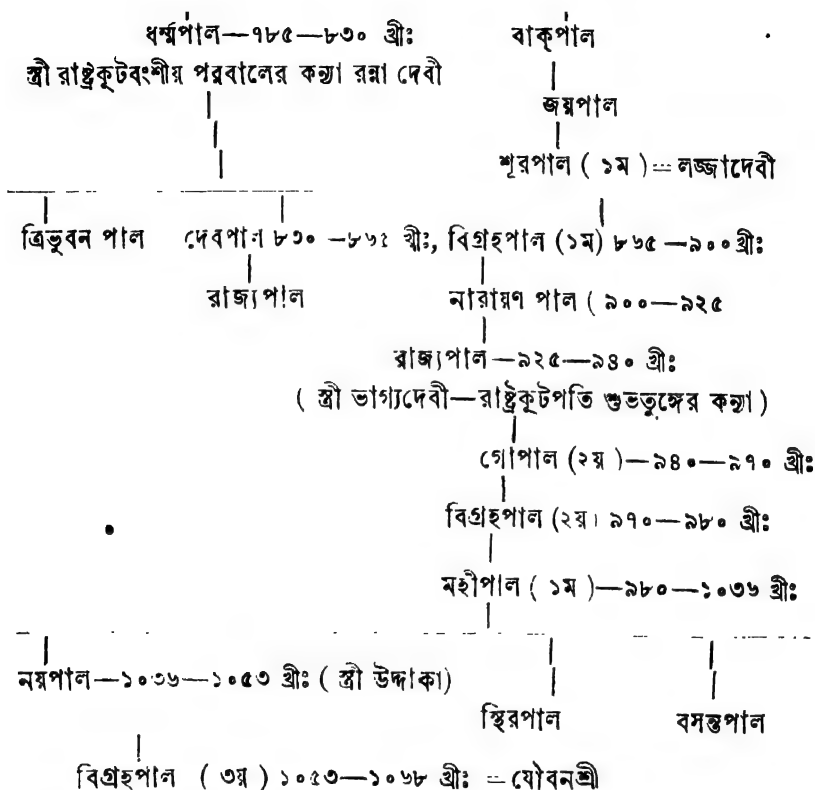 ধর্ম্মপাল—৭৮৫—৮৩০ খ্রীঃ বাক্‌পাল
স্ত্রী রাষ্ট্রকূটবংশীয় পরবালের কন্যা রন্না দেবী
জয়পাল
শূরপাল ( ১ম )=লজ্জাদেবী
ত্রিভুবন পাল দেবপাল ৮৩০ —৮৬৫ খ্রীঃ, বিগ্রহপাল (১ম) ৮৬৫ —৯০০ খ্রীঃ
রাজ্যপাল নারায়ণ পাল ( ৯০০—৯২৫
রাজ্যপাল—৯২৫—৯৪০ খ্রীঃ
( স্ত্রী ভাগ্যদেবী—রাষ্ট্রকূটপতি শুভতুঙ্গের কন্যা )
গোপাল (২য়)—৯৪০—৯৭০ খ্রীঃ
বিগ্রহপাল (২য়। ৯৭০—৯৮০ খ্রীঃ
মহীপাল ( ১ম )—৯৮০—১০৩৬ খ্রীঃ
নয়পাল—১০৩৬—১০৫৩ খ্রীঃ ( স্ত্রী উদ্দাকা)
স্থিরপাল বসন্তপাল
বিগ্রহপাল ( ৩য় ) ১০৫৩—১০৬৮ খ্রীঃ =যৌবনশ্রী